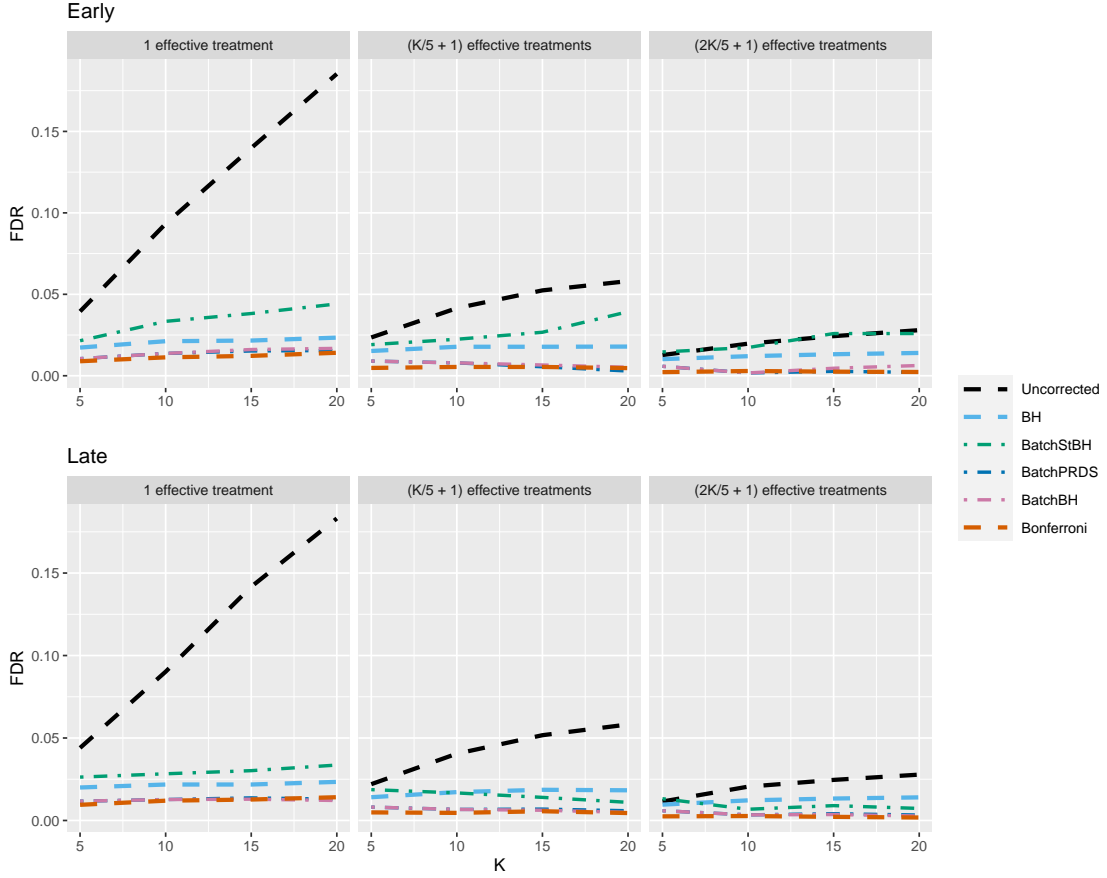 Early
1 effective treatment
(K/5 + 1) effective treatments
(2K/5 + 1) effective treatments
0.15
0.10
0.05
0.00
FDR
5 10 15 20
5 10 15 20
5 10 15 20
Uncorrected
BH
BatchStBH
BatchPRDS
BatchBH
Bonferroni
Late
1 effective treatment
(K/5 + 1) effective treatments
(2K/5 + 1) effective treatments
0.15
0.10
0.05
0.00
FDR
5 10 15 20
5 10 15 20
5 10 15 20
K